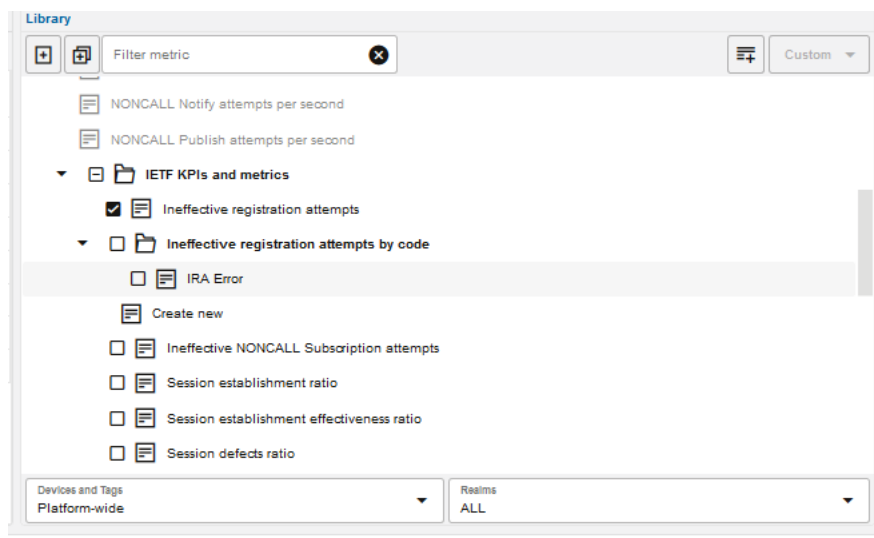 Library
Filter metric
Custom
NONCALL Notify attempts per second
NONCALL Publish attempts per second
IETF KPIs and metrics
Ineffective registration attempts
Ineffective registration attempts by code
IRA Error
Create new
Ineffective NONCALL Subscription attempts
Session establishment ratio
Session establishment effectiveness ratio
Session defects ratio
Devices and Tags
Platform-wide
Realms
ALL